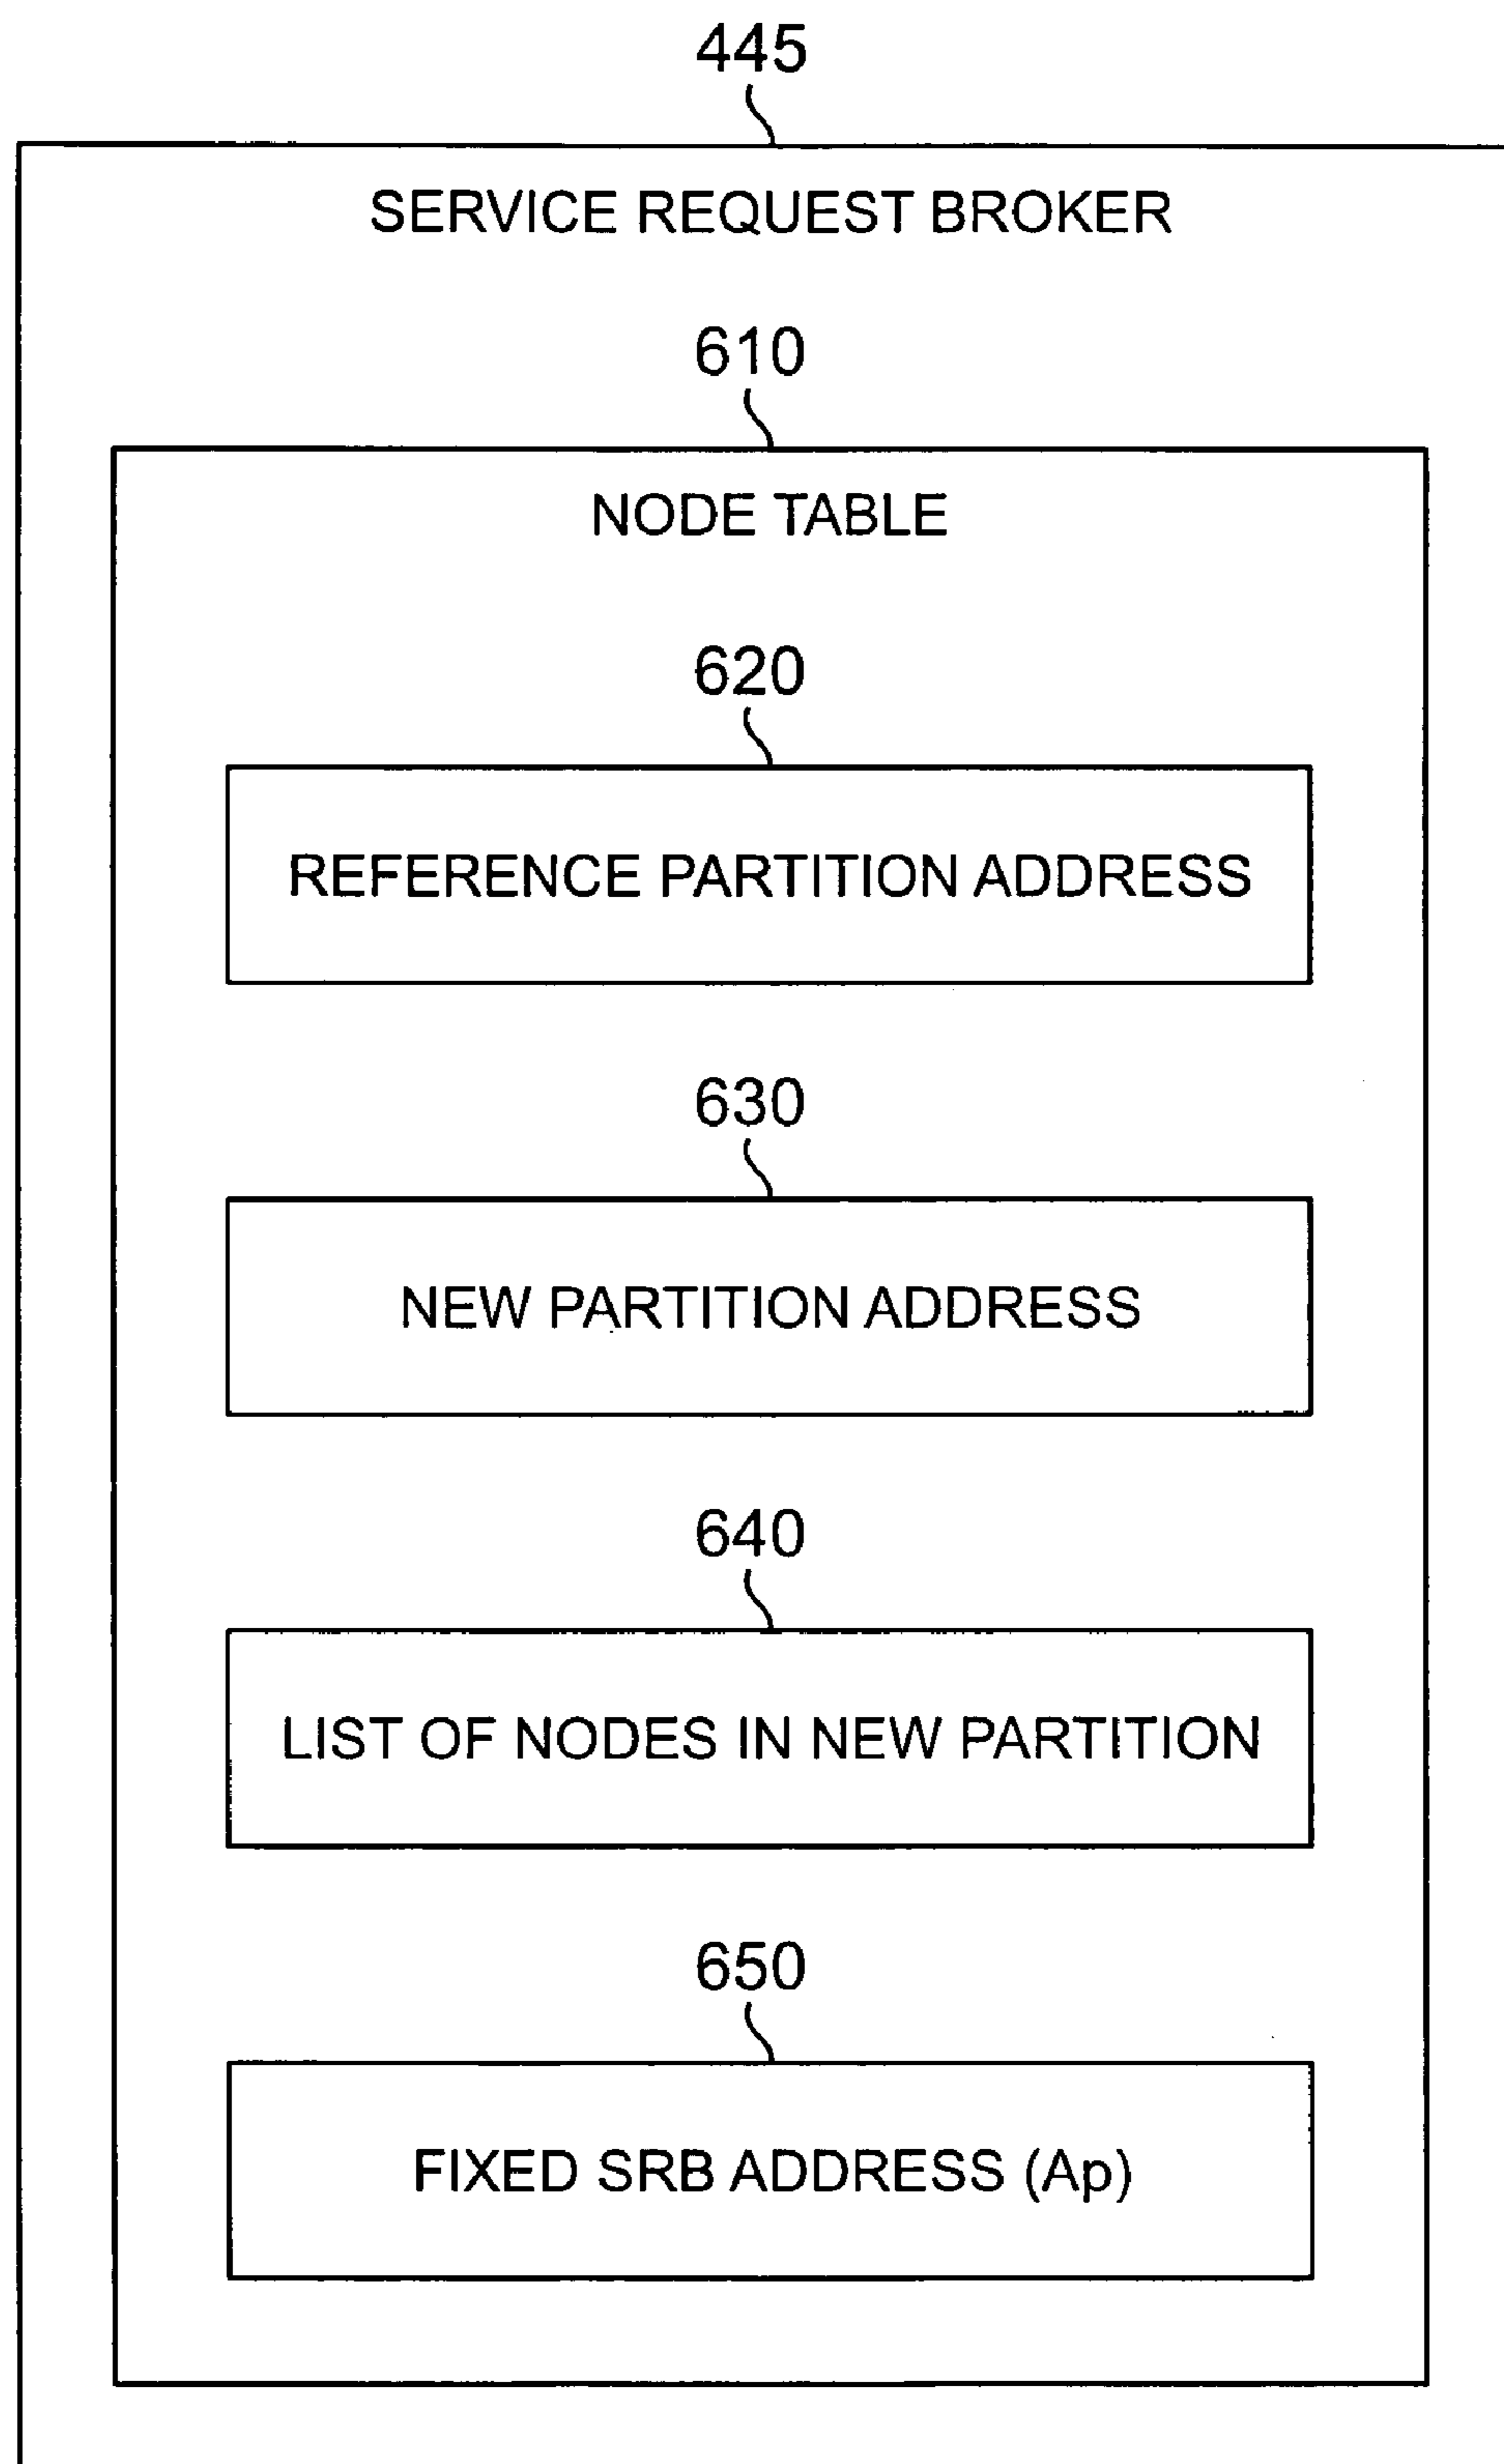 445
SERVICE REQUEST BROKER
610
NODE TABLE
620
REFERENCE PARTITION ADDRESS
630
NEW PARTITION ADDRESS
640
LIST OF NODES IN NEW PARTITION
650
FIXED SRB ADDRESS (Ap)